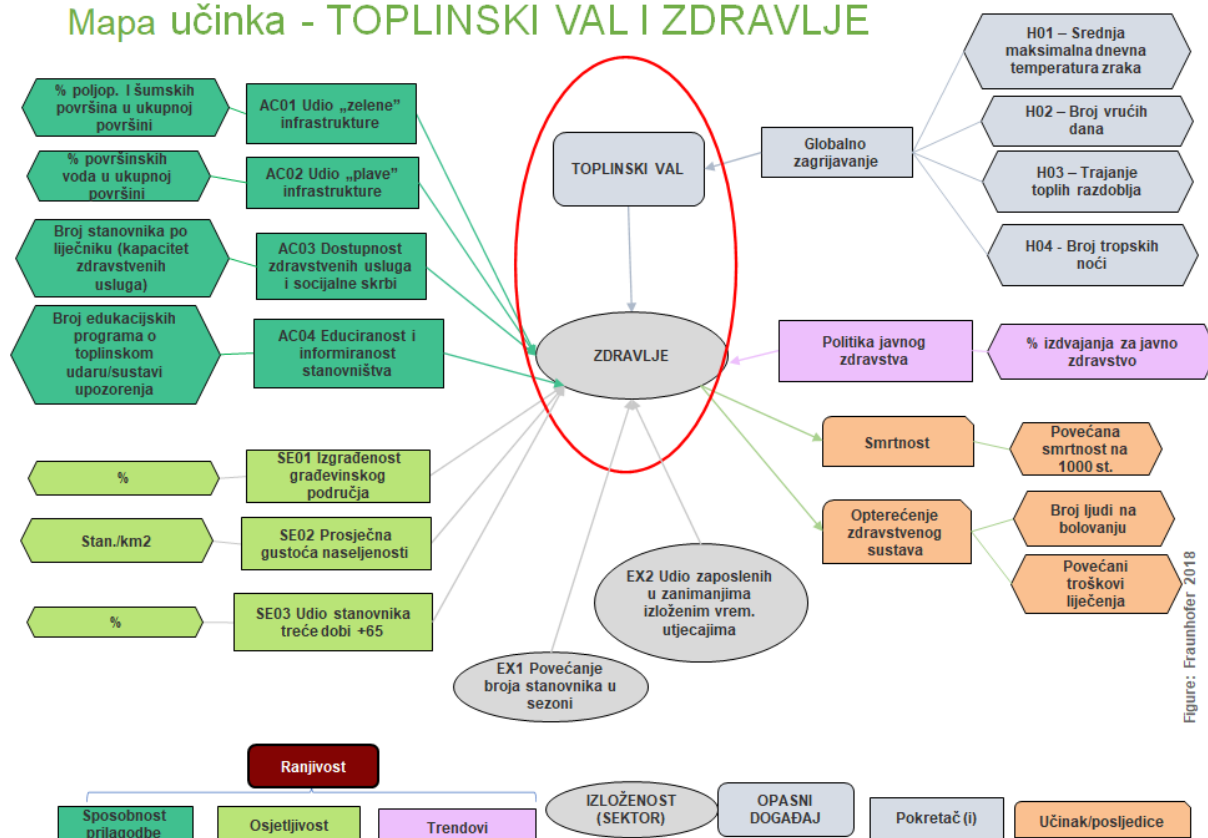 Mapa učinka - TOPLINSKI VAL I ZDRAVLJE
% poljop. I šumskih
površina u ukupnoj
površini
AC01 Udio „zelene”
infrastrukture
% površinskih
voda u ukupnoj
površini
AC02 Udio „plave”
infrastrukture
Broj stanovnika po
liječniku (kapacitet
zdravstvenih
usluga)
AC03 Dostupnost
zdravstvenih usluga
i socijalne skrbi
Broj edukacijskih
programa o
toplinskom
udaru/sustavi
upozorenja
AC04 Educiranost i
informiranost
stanovništva
%
SE01 Izgrađenost
građevinskog
područja
Stan./km2
SE02 Prosječna
gustoća naseljenosti
%
SE03 Udio stanovnika
treće dobi +65
TOPLINSKI VAL
ZDRAVLJE
EX1 Povećanje
broja stanovnika u
sezoni
EX2 Udio zaposlenih
u zanimanjima
izloženim vrem.
utjecajima
Globalno
zagrijavanje
H01 – Srednja
maksimalna dnevna
temperatura zraka
H02 – Broj vrućih
dana
H03 – Trajanje
toplih razdoblja
H04 - Broj tropskih
noći
Politika javnog
zdravstva
% izdvajanja za javno
zdravstvo
Smrtnost
Povećana
smrtnost na
1000 st.
Opterećenje
zdravstvenog
sustava
Broj ljudi na
bolovanju
Povećani
troškovi
liječenja
Figure: Fraunhofer 2018
Ranjivost
Sposobnost
prilagodbe
Osjetljivost
Trendovi
IZLOŽENOST
(SEKTOR)
OPASNI
DOGAĐAJ
Pokretač (i)
Učinak/posljedice